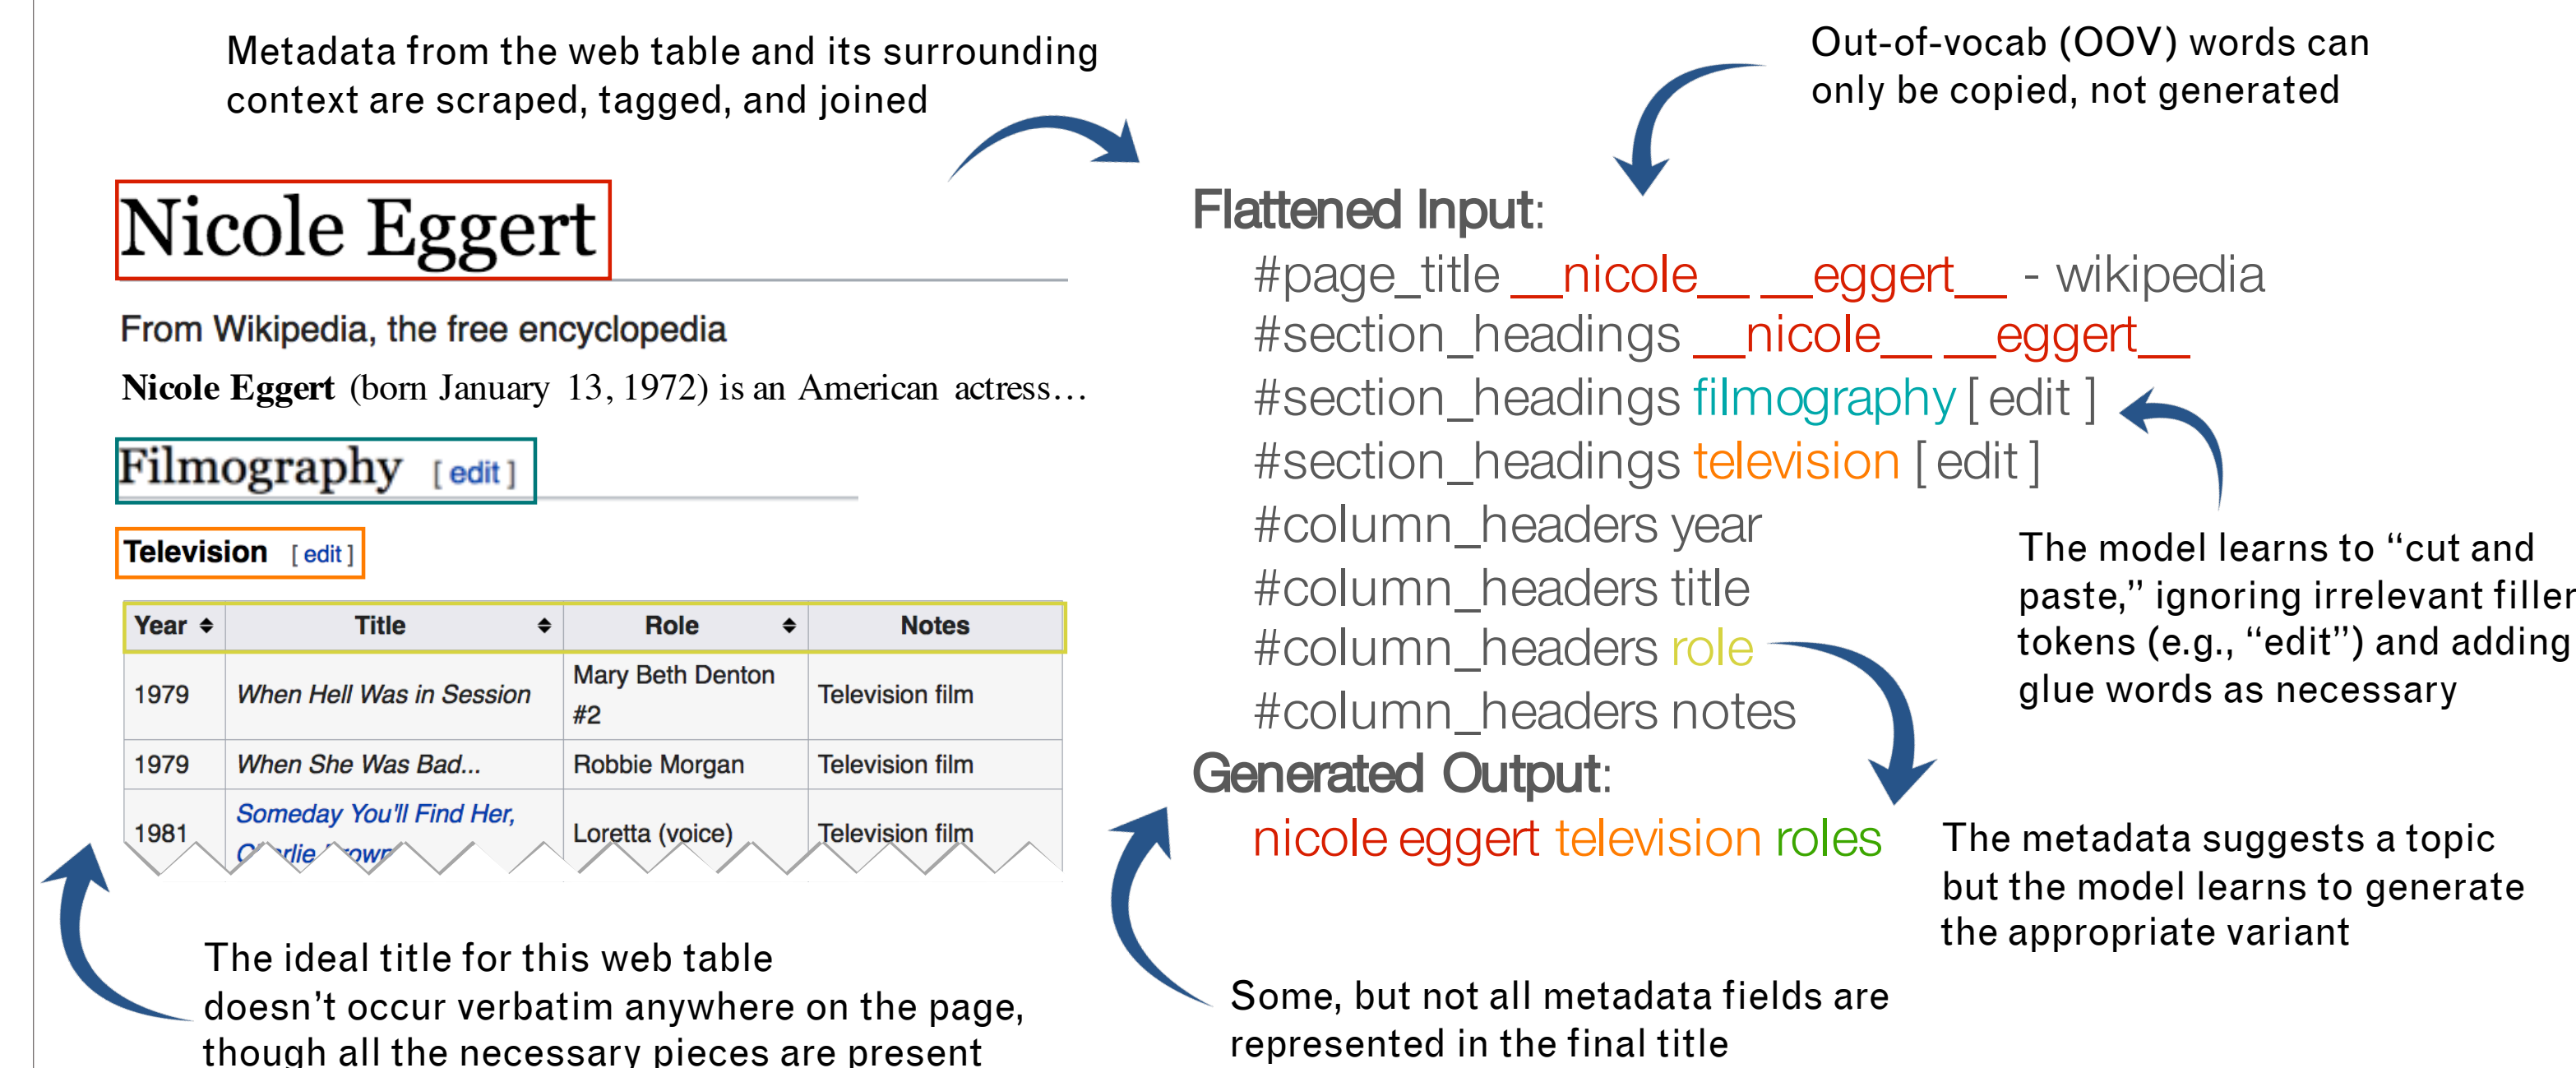 Metadata from the web table and its surrounding
context are scraped, tagged, and joined
Nicole Eggert
From Wikipedia, the free encyclopedia
Nicole Eggert (born January 13, 1972) is an American actress…
Filmography [ edit ]
Television [ edit ]
Year Title Role Notes
1979 When Hell Was in Session Mary Beth Denton #2 Television film
1979 When She Was Bad... Robbie Morgan Television film
1981 Someday You'll Find Her, Loretta (voice) Television film
The ideal title for this web table
doesn't occur verbatim anywhere on the page,
though all the necessary pieces are present
Out-of-vocab (OOV) words can
only be copied, not generated
Flattened Input:
#page_title __nicole__ __eggert__ - wikipedia
#section_headings __nicole__ __eggert__
#section_headings filmography [ edit ]
#section_headings television [ edit ]
#column_headers year
#column_headers title
#column_headers role
#column_headers notes
Generated Output:
nicole eggert television roles
The model learns to “cut and
paste,” ignoring irrelevant filler
tokens (e.g., “edit”) and adding
glue words as necessary
The metadata suggests a topic
but the model learns to generate
the appropriate variant
Some, but not all metadata fields are
represented in the final title